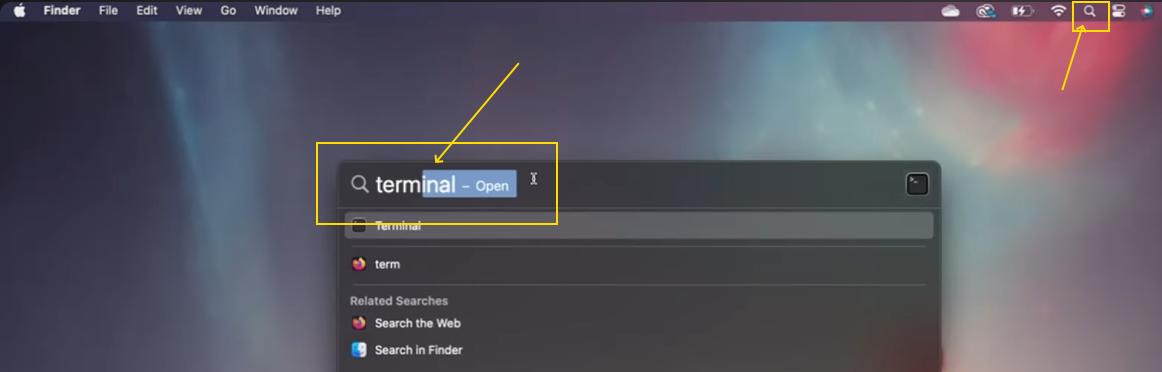 Finder File Edit View Go Window Help
terminal – Open
Terminal
term
Related Searches
Search the Web
Search in Finder